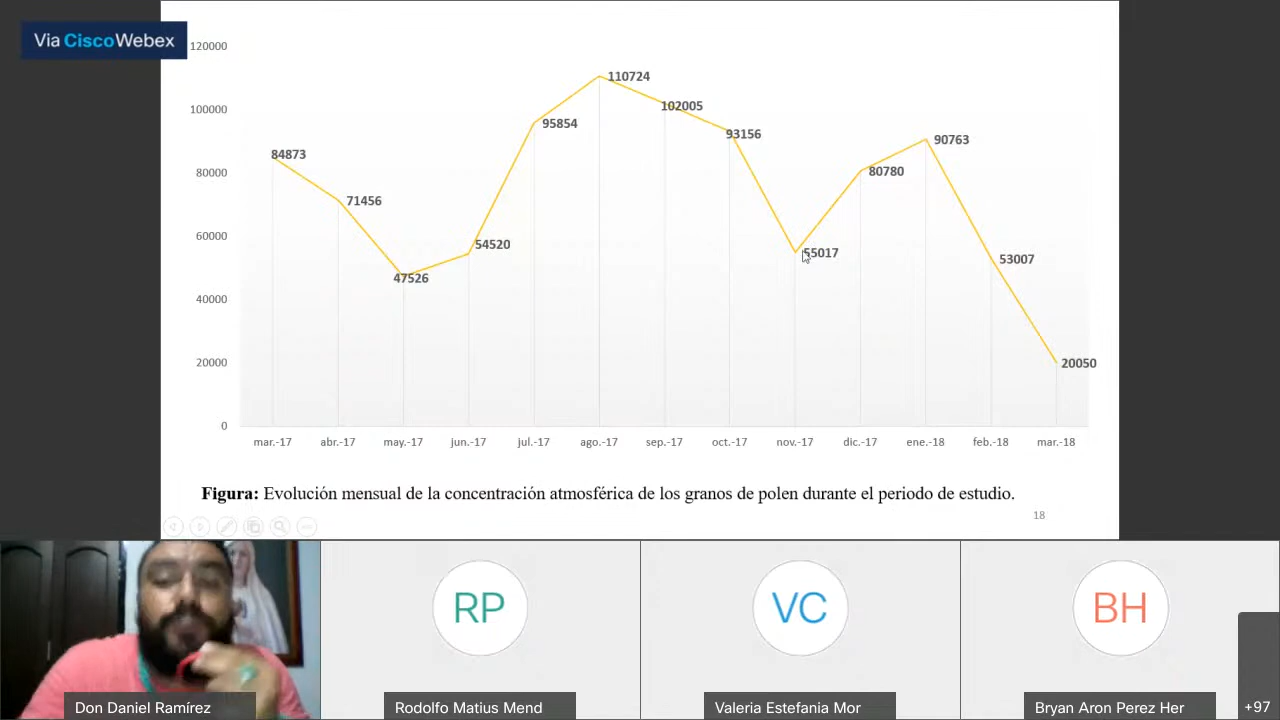 Via CiscoWebex
120000
100000
80000
60000
40000
20000
0
84873
71456
47526
54520
95854
110724
102005
93156
55017
80780
90763
53007
20050
mar.-17 abr.-17 may.-17 jun.-17 jul.-17 ago.-17 sep.-17 oct.-17 nov.-17 dic.-17 ene.-18 feb.-18 mar.-18
Figura: Evolución mensual de la concentración atmosférica de los granos de polen durante el periodo de estudio.
18
RP
VC
BH
Don Daniel Ramírez
Rodolfo Matius Mend
Valeria Estefania Mor
Bryan Aron Perez Her
+97